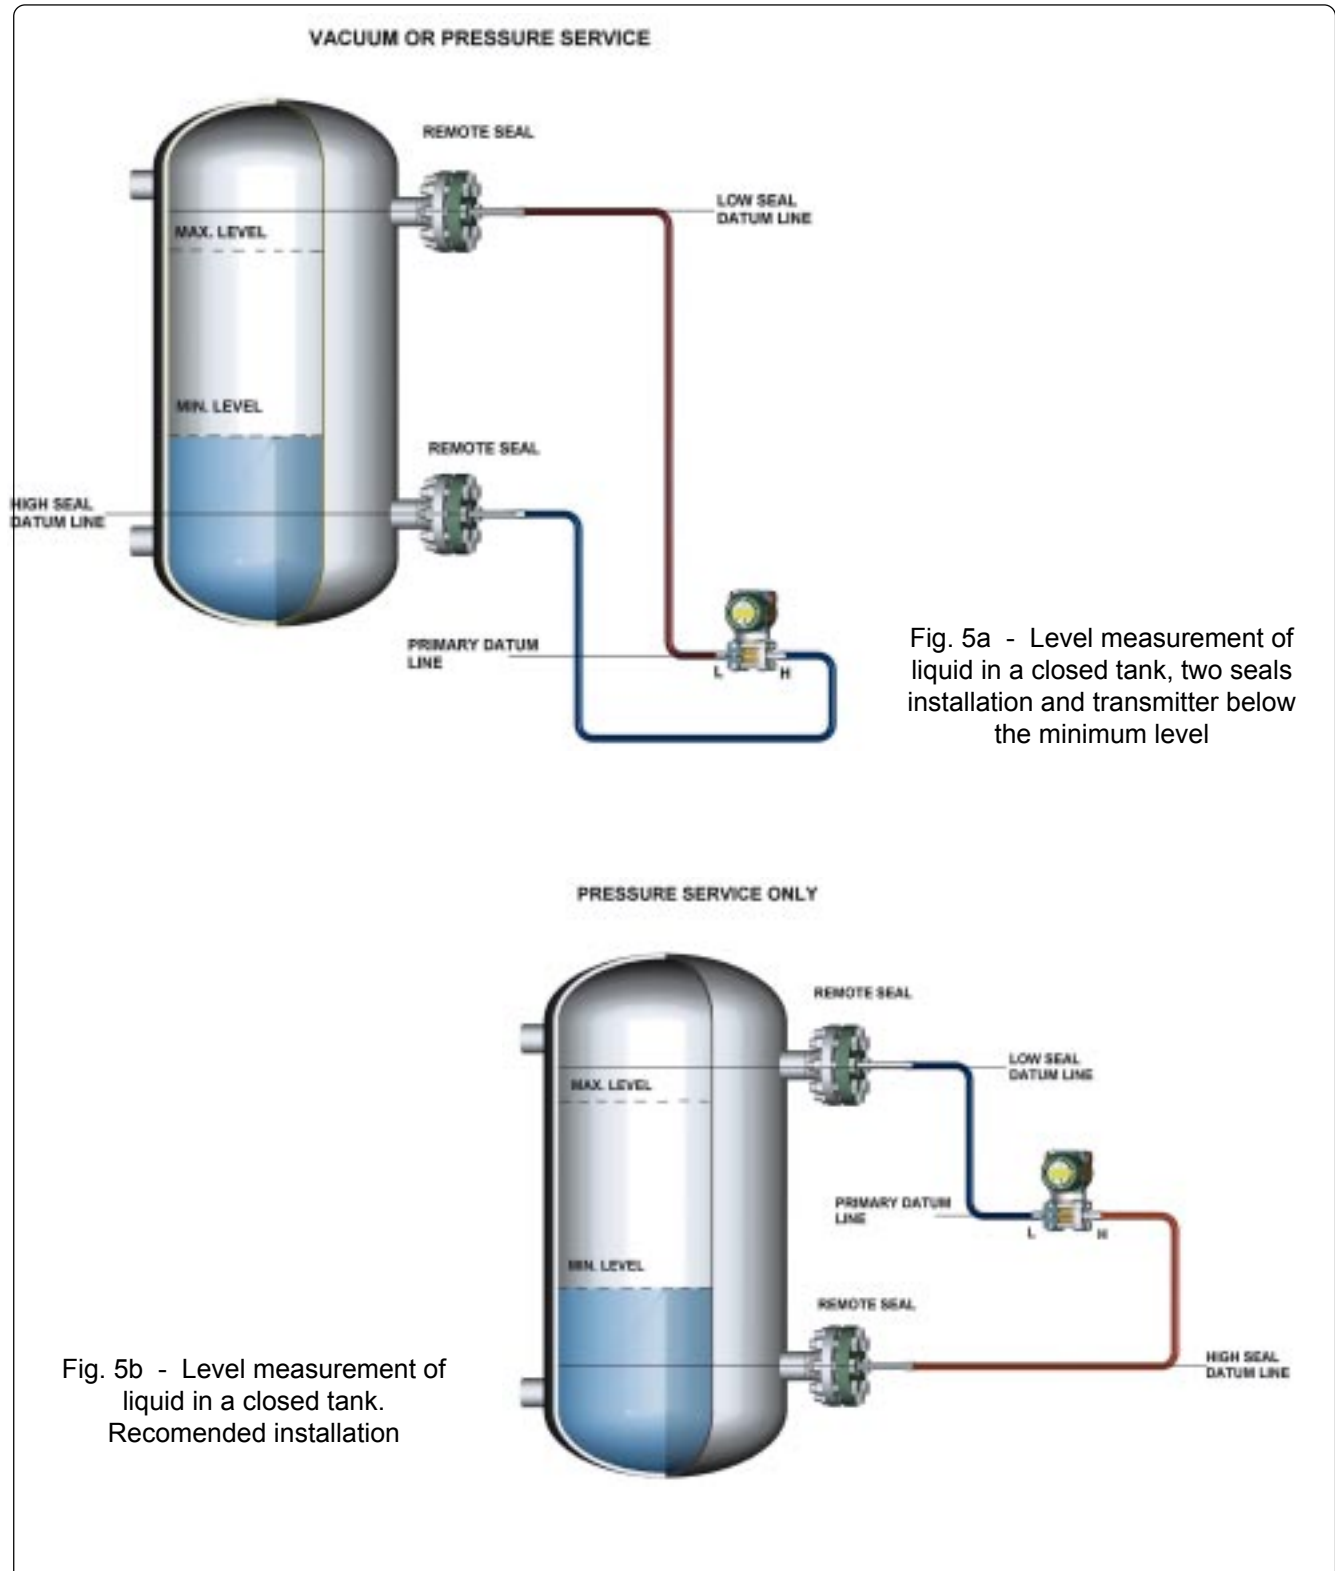 VACUUM OR PRESSURE SERVICE
REMOTE SEAL
LOW SEAL
DATUM LINE
MAX. LEVEL
MIN. LEVEL
REMOTE SEAL
HIGH SEAL
DATUM LINE
PRIMARY DATUM
LINE
L H
Fig. 5a - Level measurement of
liquid in a closed tank, two seals
installation and transmitter below
the minimum level
PRESSURE SERVICE ONLY
REMOTE SEAL
LOW SEAL
DATUM LINE
MAX. LEVEL
PRIMARY DATUM
LINE
L H
MIN. LEVEL
REMOTE SEAL
HIGH SEAL
DATUM LINE
Fig. 5b - Level measurement of
liquid in a closed tank.
Recomended installation